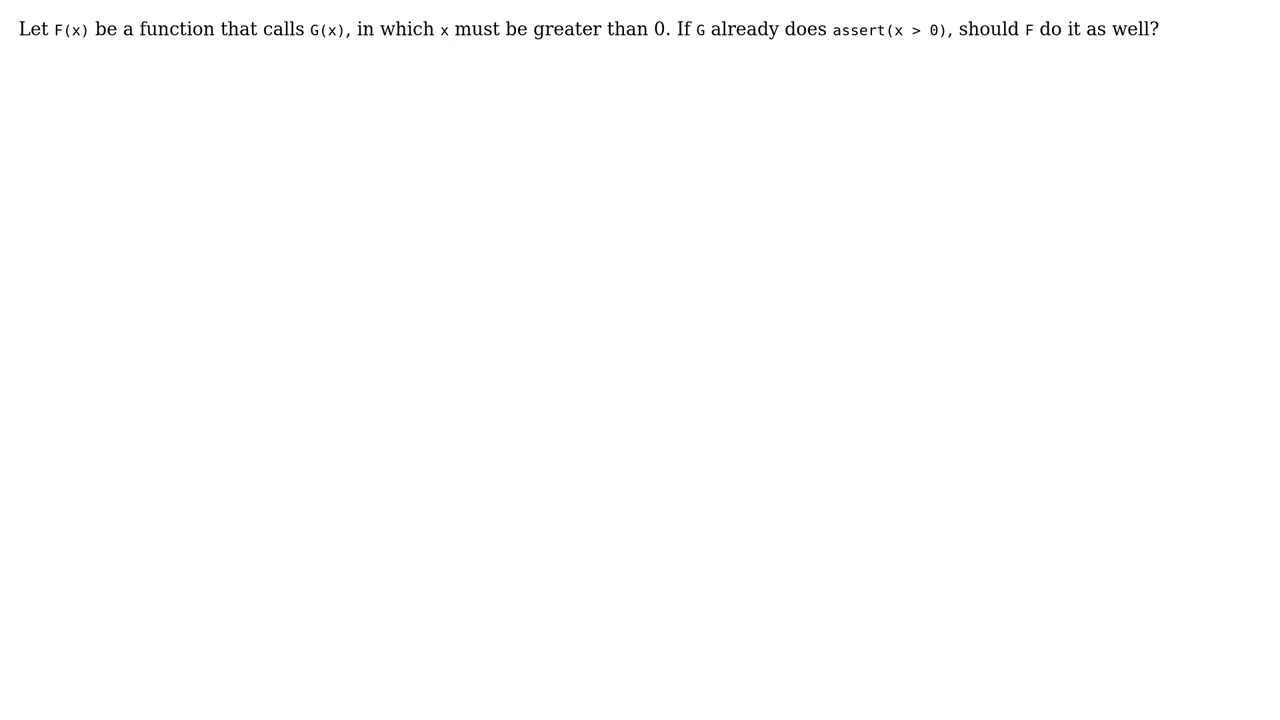 Let F(x) be a function that calls G(x), in which x must be greater than 0. If G already does assert(x > 0), should F do it as well?